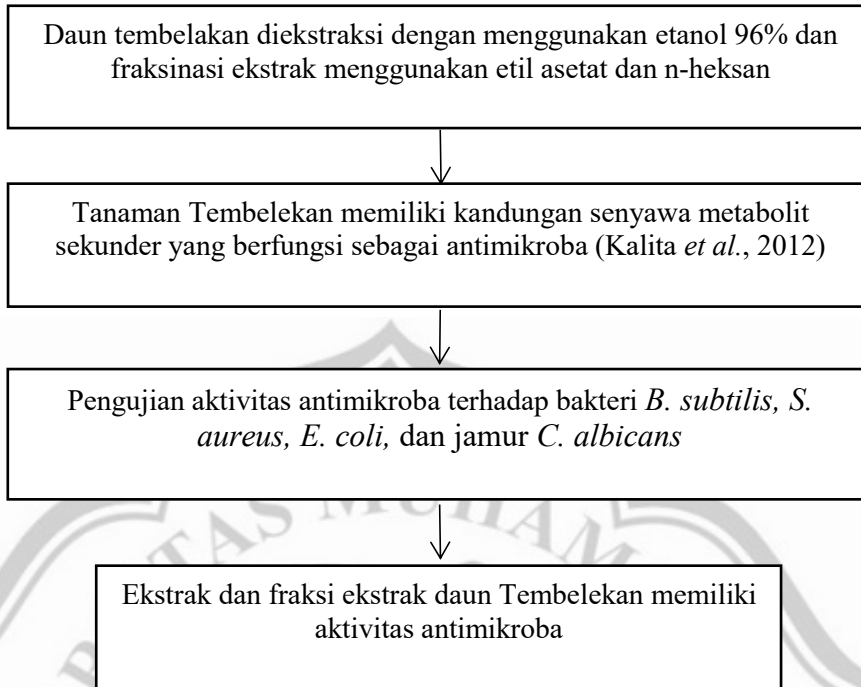 Daun tembelakan diekstraksi dengan menggunakan etanol 96% dan
fraksinasi ekstrak menggunakan etil asetat dan n-heksan
Tanaman Tembelekan memiliki kandungan senyawa metabolit
sekunder yang berfungsi sebagai antimikroba (Kalita et al., 2012)
Pengujian aktivitas antimikroba terhadap bakteri B. subtilis, S.
aureus, E. coli, dan jamur C. albicans
TAS MUHAM
Ekstrak dan fraksi ekstrak daun Tembelekan memiliki
aktivitas antimikroba